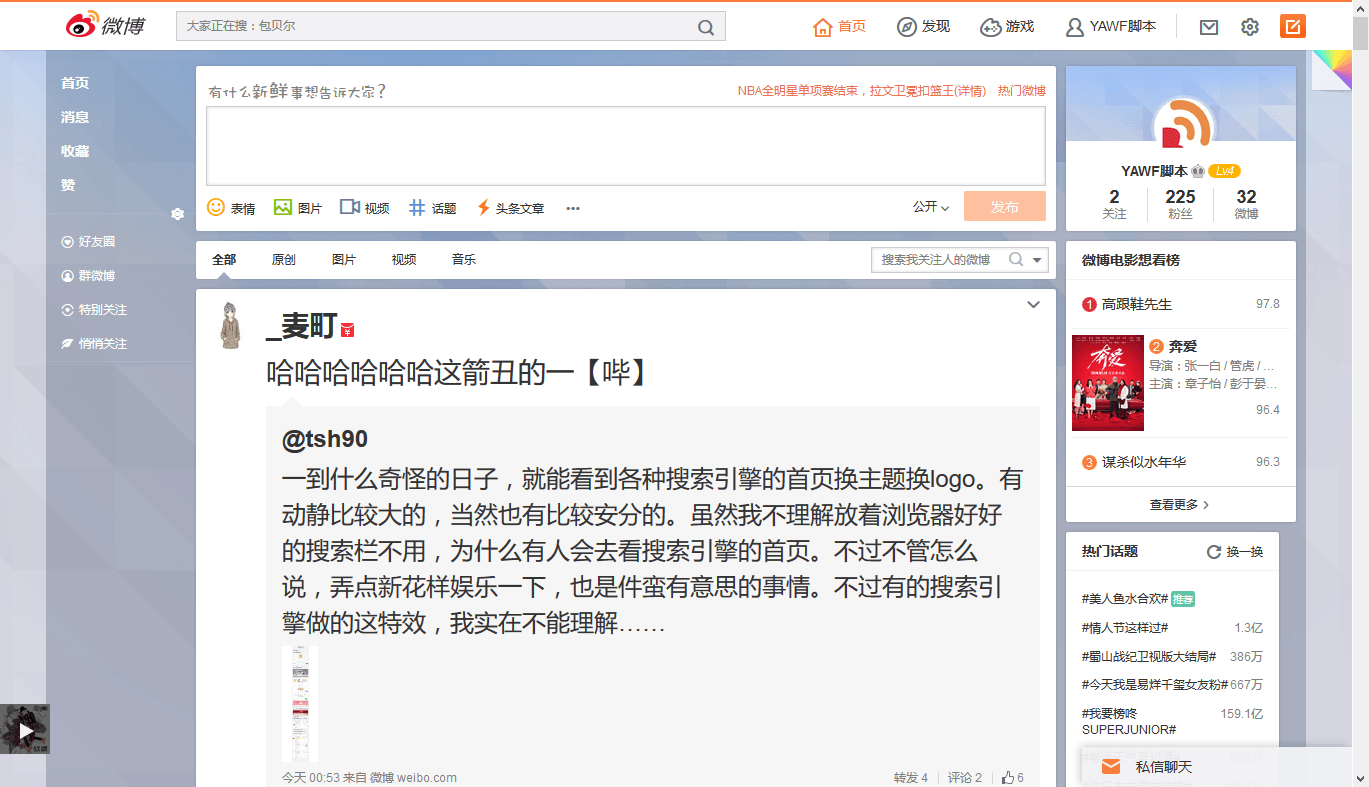 微博
大家正在搜：包贝尔
首页
发现
游戏
YAWF脚本
首页
消息
收藏
赞
好友圈
群微博
特别关注
悄悄关注
有什么新鲜事想告诉大家?
NBA全明星单项赛结束，拉文卫冕扣篮王(详情)
热门微博
表情
图片
视频
话题
头条文章
公开
发布
全部
原创
图片
视频
音乐
搜索我关注人的微博
_麦町
哈哈哈哈哈哈这箭丑的一【哔】
@tsh90
一到什么奇怪的日子，就能看到各种搜索引擎的首页换主题换logo。有
动静比较大的，当然也有比较安分的。虽然我不理解放着浏览器好好
的搜索栏不用，为什么有人会去看搜索引擎的首页。不过不管怎么
说，弄点新花样娱乐一下，也是件蛮有意思的事情。不过有的搜索引
擎做的这特效，我实在不能理解……
今天 00:53 来自 微博 weibo.com
转发 4
评论 2
6
YAWF脚本 Lv4
2 225 32
关注 粉丝 微博
微博电影想看榜
1 高跟鞋先生 97.8
奔爱
2 奔爱
导演：张一白 / 管虎 / ...
主演：章子怡 / 彭于晏...
96.4
3 谋杀似水年华 96.3
查看更多
热门话题 换一换
#美人鱼水合欢# 推荐
#情人节这样过# 1.3亿
#蜀山战纪卫视版大结局# 386万
#今天我是易烊千玺女友粉# 667万
#我要榜咚 159.1亿
SUPERJUNIOR#
私信聊天